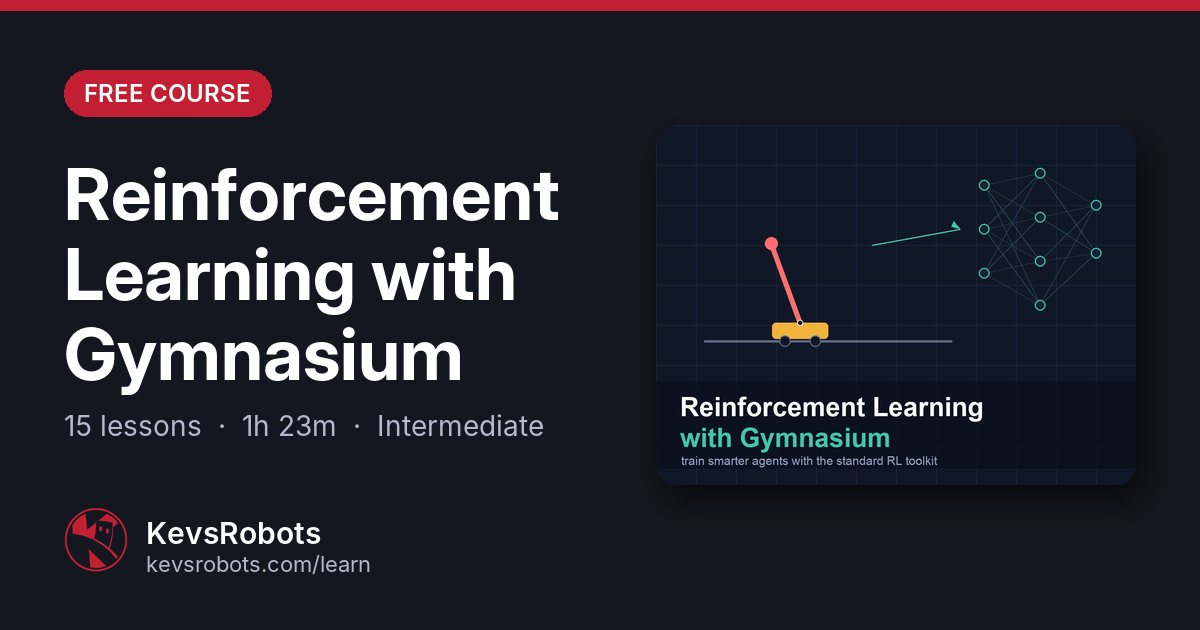 FREE COURSE
Reinforcement
Learning with
Gymnasium
15 lessons · 1h 23m · Intermediate
KevsRobots
kevsrobots.com/learn
Reinforcement Learning
with Gymnasium
train smarter agents with the standard RL toolkit